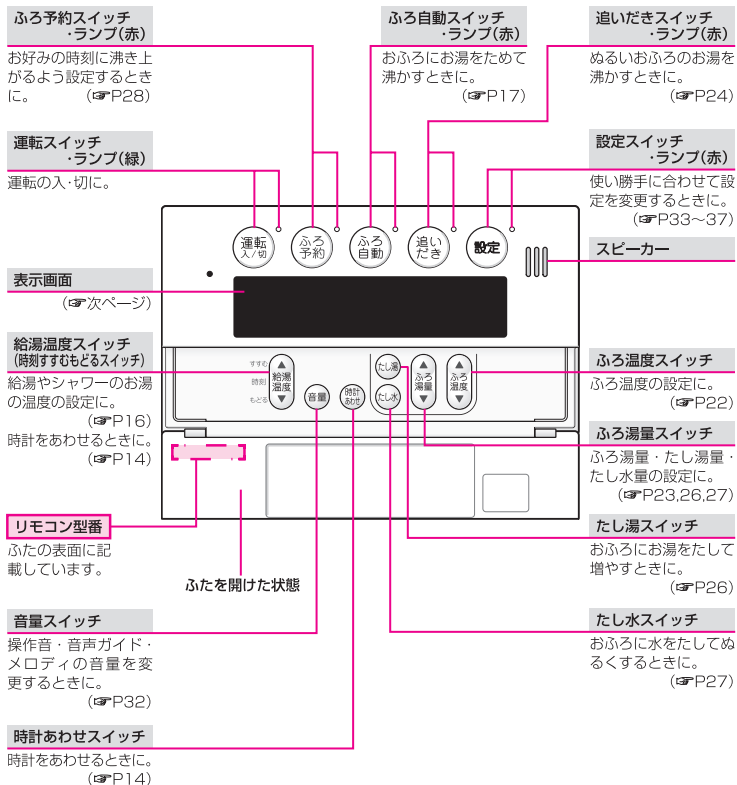 ふろ予約スイッチ
・ランプ(赤)
お好みの時刻に沸き上
がるよう設定するとき
に。 (☞P28)
ふろ自動スイッチ
・ランプ(赤)
おふろにお湯をためて
沸かすときに。
(☞P17)
追いだきスイッチ
・ランプ(赤)
ぬるいおふろのお湯を
沸かすときに。
(☞P24)
運転スイッチ
・ランプ(緑)
運転の入・切に。
設定スイッチ
・ランプ(赤)
使い勝手に合わせて設
定を変更するときに。
(☞P33〜37)
スピーカー
運転
入/切
ふろ
予約
ふろ
自動
追い
だき
設定
表示画面
(☞次ページ)
給湯温度スイッチ
(時刻すすむもどるスイッチ)
給湯やシャワーのお湯
の温度の設定に。
(☞P16)
時計をあわせるときに。
(☞P14)
すすむ
時刻
もどる
▲
給湯
温度
▼
音量
時計
あわせ
たし湯
たし水
▲
ふろ
湯量
▼
▲
ふろ
温度
▼
ふろ温度スイッチ
ふろ温度の設定に。
(☞P22)
ふろ湯量スイッチ
ふろ湯量・たし湯量・
たし水量の設定に。
(☞P23,26,27)
リモコン型番
ふたの表面に記
載しています。
ふたを開けた状態
たし湯スイッチ
おふろにお湯をたして
増やすときに。
(☞P26)
音量スイッチ
操作音・音声ガイド・
メロディの音量を変
更するときに。
(☞P32)
たし水スイッチ
おふろに水をたしてぬ
るくするときに。
(☞P27)
時計あわせスイッチ
時計をあわせるときに。
(☞P14)